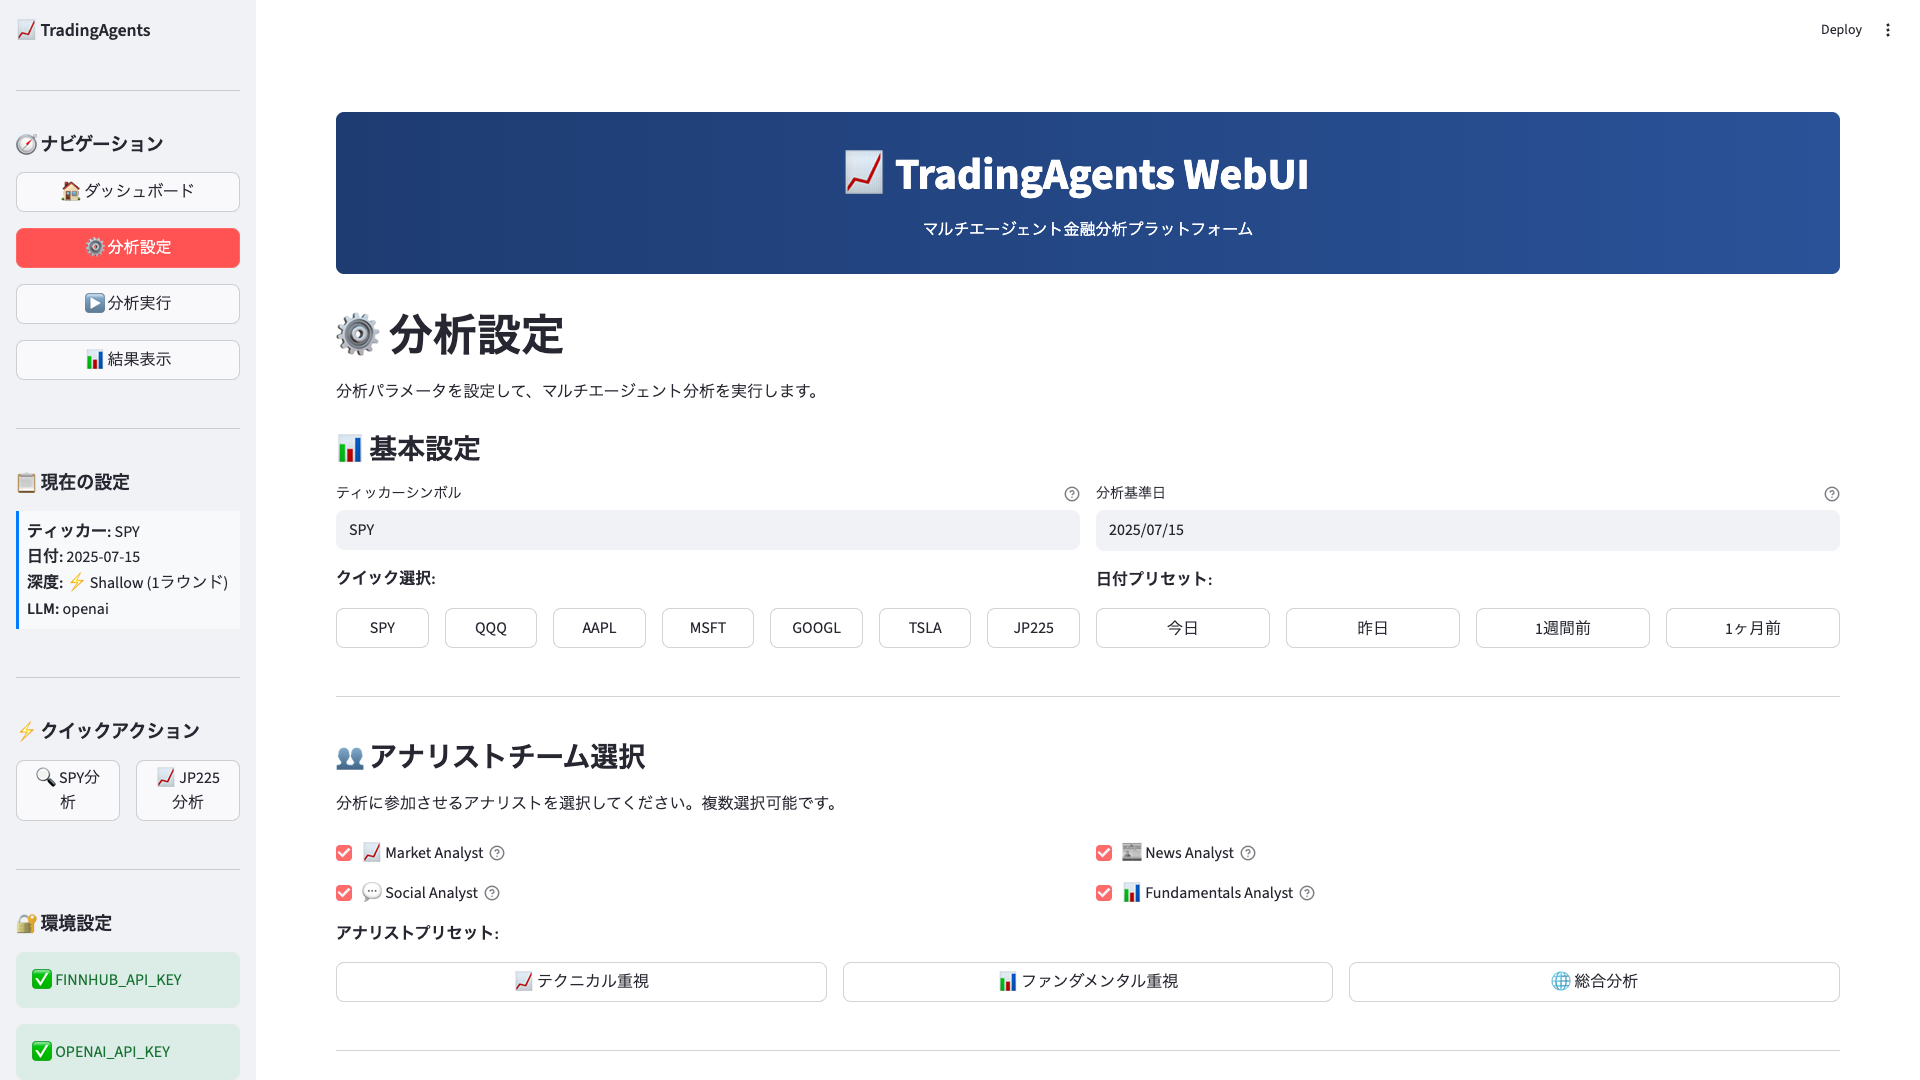 📈 TradingAgents
Deploy
🧭 ナビゲーション
🏠 ダッシュボード
⚙️ 分析設定
▶️ 分析実行
📊 結果表示
📋 現在の設定
ティッカー: SPY
日付: 2025-07-15
深度: ⚡ Shallow (1ラウンド)
LLM: openai
⚡ クイックアクション
🔍 SPY分
析
📈 JP225
分析
🔐 環境設定
✅ FINNHUB_API_KEY
✅ OPENAI_API_KEY
📈 TradingAgents WebUI
マルチエージェント金融分析プラットフォーム
⚙️ 分析設定
分析パラメータを設定して、マルチエージェント分析を実行します。
📊 基本設定
ティッカーシンボル
SPY
クイック選択:
SPY QQQ AAPL MSFT GOOGL TSLA JP225
分析基準日
2025/07/15
日付プリセット:
今日 昨日 1週間前 1ヶ月前
👥 アナリストチーム選択
分析に参加させるアナリストを選択してください。複数選択可能です。
📈 Market Analyst
💬 Social Analyst
📰 News Analyst
📊 Fundamentals Analyst
アナリストプリセット:
📈 テクニカル重視
📊 ファンダメンタル重視
🌐 総合分析